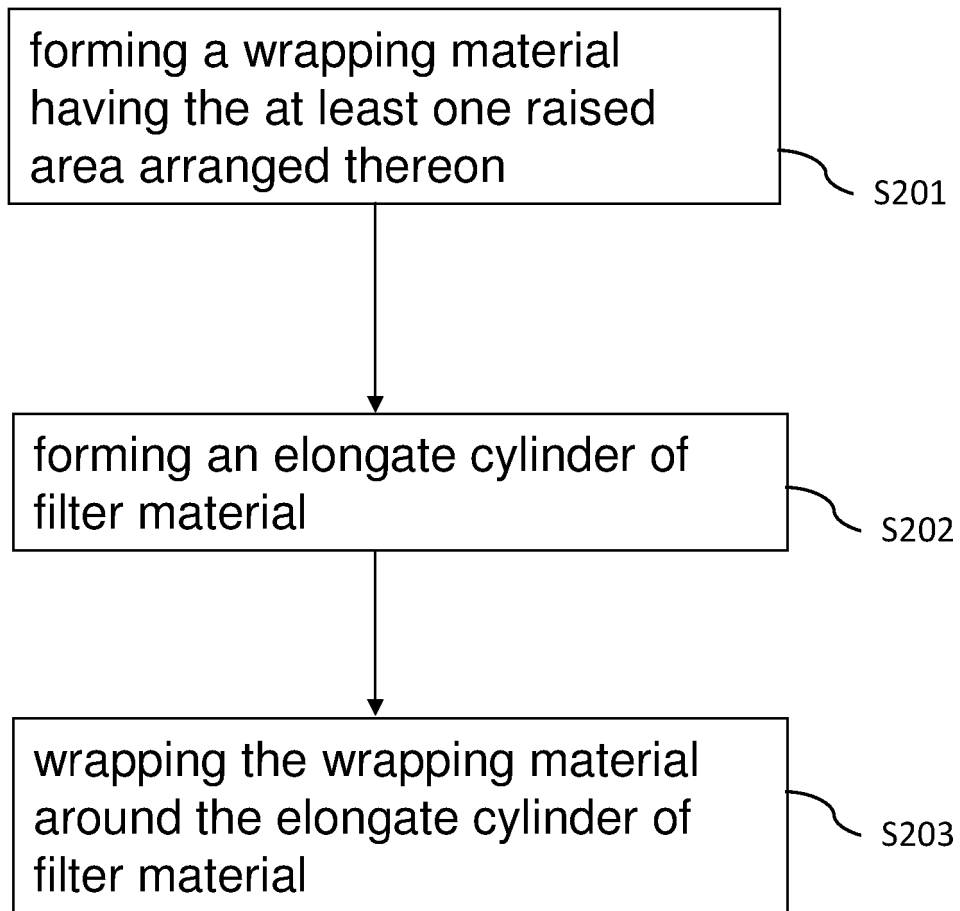 forming a wrapping material
having the at least one raised
area arranged thereon
S201
forming an elongate cylinder of
filter material
S202
wrapping the wrapping material
around the elongate cylinder of
filter material
S203